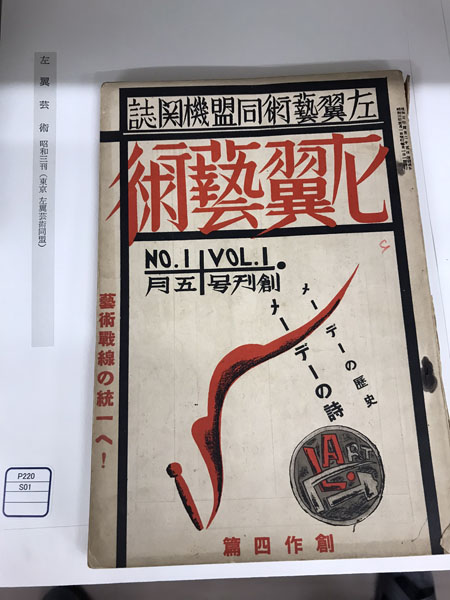 左翼芸術 昭和三刊(東京 左翼芸術同盟)
左翼藝術同盟機関誌
左翼藝術
NO.1 VOL.1.
創刊号 五月
メーデーの歴史
メーデーの詩
藝術戰線の統一へ!
ART
創作四篇
P220
S01